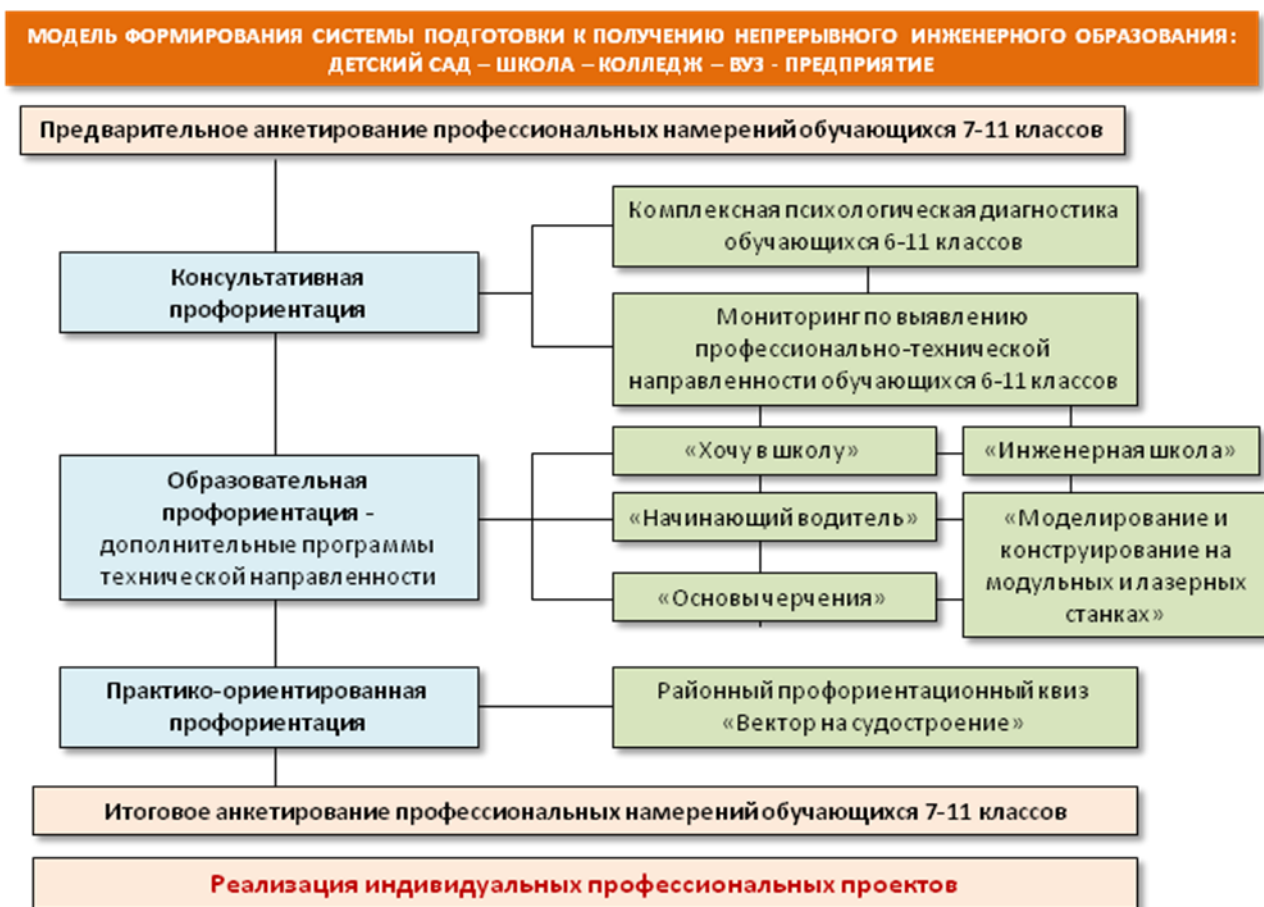 МОДЕЛЬ ФОРМИРОВАНИЯ СИСТЕМЫ ПОДГОТОВКИ К ПОЛУЧЕНИЮ НЕПРЕРЫВНОГО ИНЖЕНЕРНОГО ОБРАЗОВАНИЯ:
ДЕТСКИЙ САД – ШКОЛА – КОЛЛЕДЖ – ВУЗ - ПРЕДПРИЯТИЕ
Предварительное анкетирование профессиональных намерений обучающихся 7-11 классов
Консультативная
профориентация
Комплексная психологическая диагностика
обучающихся 6-11 классов
Мониторинг по выявлению
профессионально-технической
направленности обучающихся 6-11 классов
Образовательная
профориентация -
дополнительные программы
технической направленности
«Хочу в школу»
«Инженерная школа»
«Начинающий водитель»
«Моделирование и
конструирование на
модульных и лазерных
станках»
«Основы черчения»
Практико-ориентированная
профориентация
Районный профориентационный квиз
«Вектор на судостроение»
Итоговое анкетирование профессиональных намерений обучающихся 7-11 классов
Реализация индивидуальных профессиональных проектов